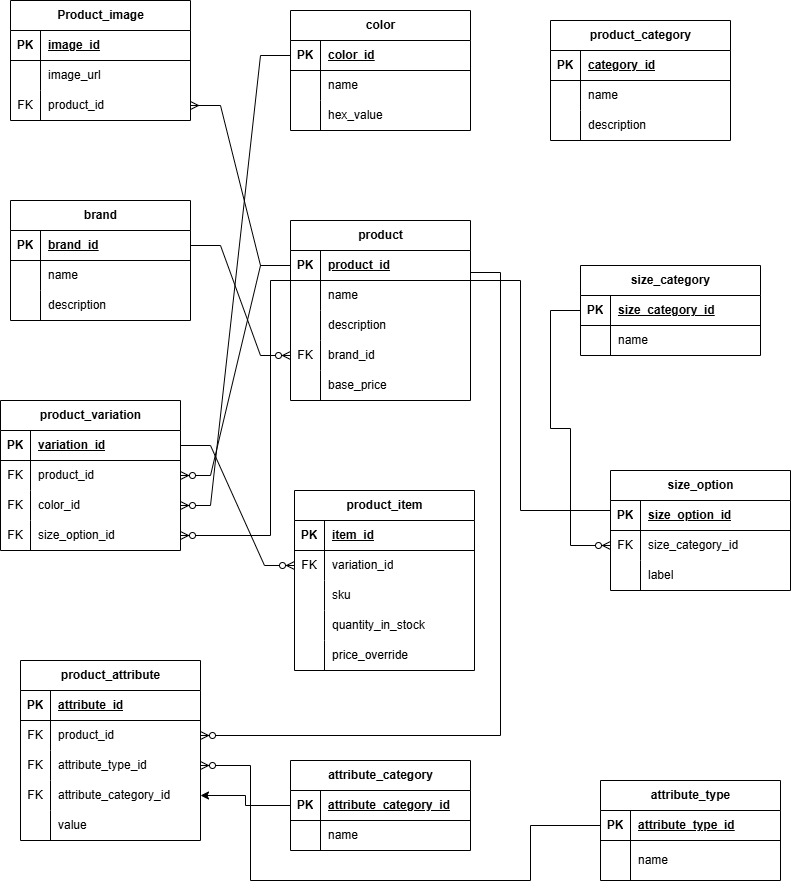 Product_image
PK image_id
image_url
FK product_id
color
PK color_id
name
hex_value
product_category
PK category_id
name
description
brand
PK brand_id
name
description
product
PK product_id
name
description
FK brand_id
base_price
size_category
PK size_category_id
name
product_variation
PK variation_id
FK product_id
FK color_id
FK size_option_id
product_item
PK item_id
FK variation_id
sku
quantity_in_stock
price_override
size_option
PK size_option_id
FK size_category_id
label
product_attribute
PK attribute_id
FK product_id
FK attribute_type_id
FK attribute_category_id
value
attribute_category
PK attribute_category_id
name
attribute_type
PK attribute_type_id
name